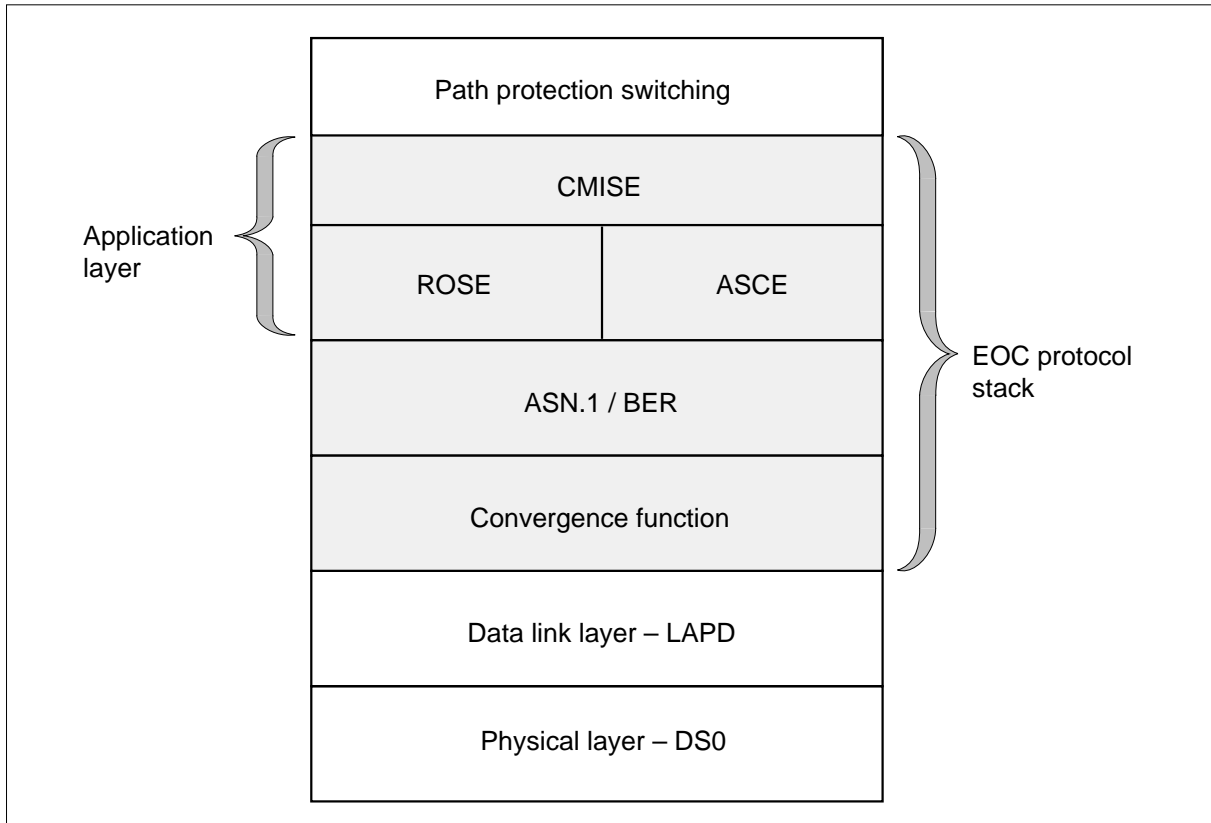 Path protection switching
CMISE
Application
layer
ROSE
ASCE
EOC protocol
stack
ASN.1 / BER
Convergence function
Data link layer – LAPD
Physical layer – DS0